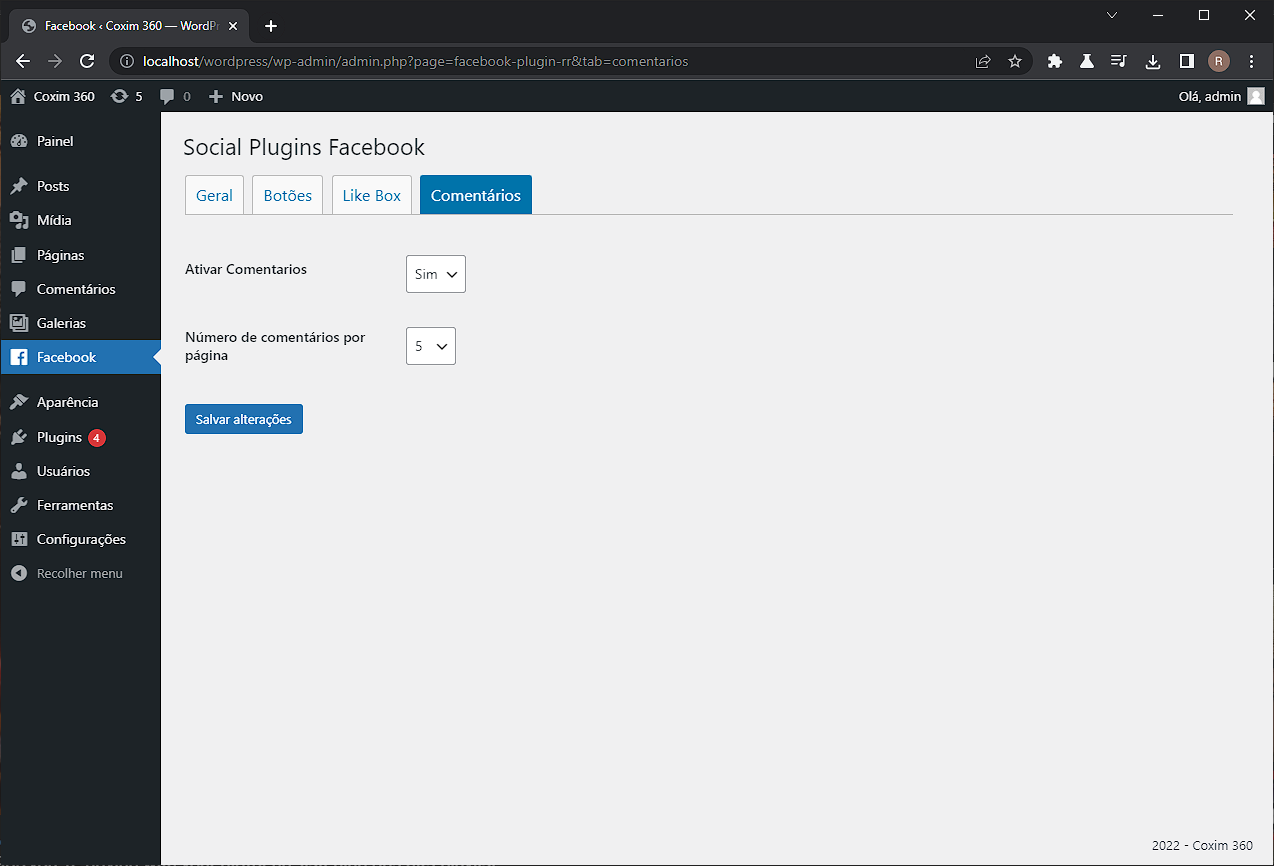 Facebook ‹ Coxim 360 — WordPr
localhost/wordpress/wp-admin/admin.php?page=facebook-plugin-rr&tab=comentarios
R
Coxim 360 5 0 Novo
Olá, admin
Painel
Posts
Mídia
Páginas
Comentários
Galerias
Facebook
Aparência
Plugins 4
Usuários
Ferramentas
Configurações
Recolher menu
Social Plugins Facebook
Geral Botões Like Box Comentários
Ativar Comentarios Sim
Número de comentários por
página
5
Salvar alterações
2022 - Coxim 360